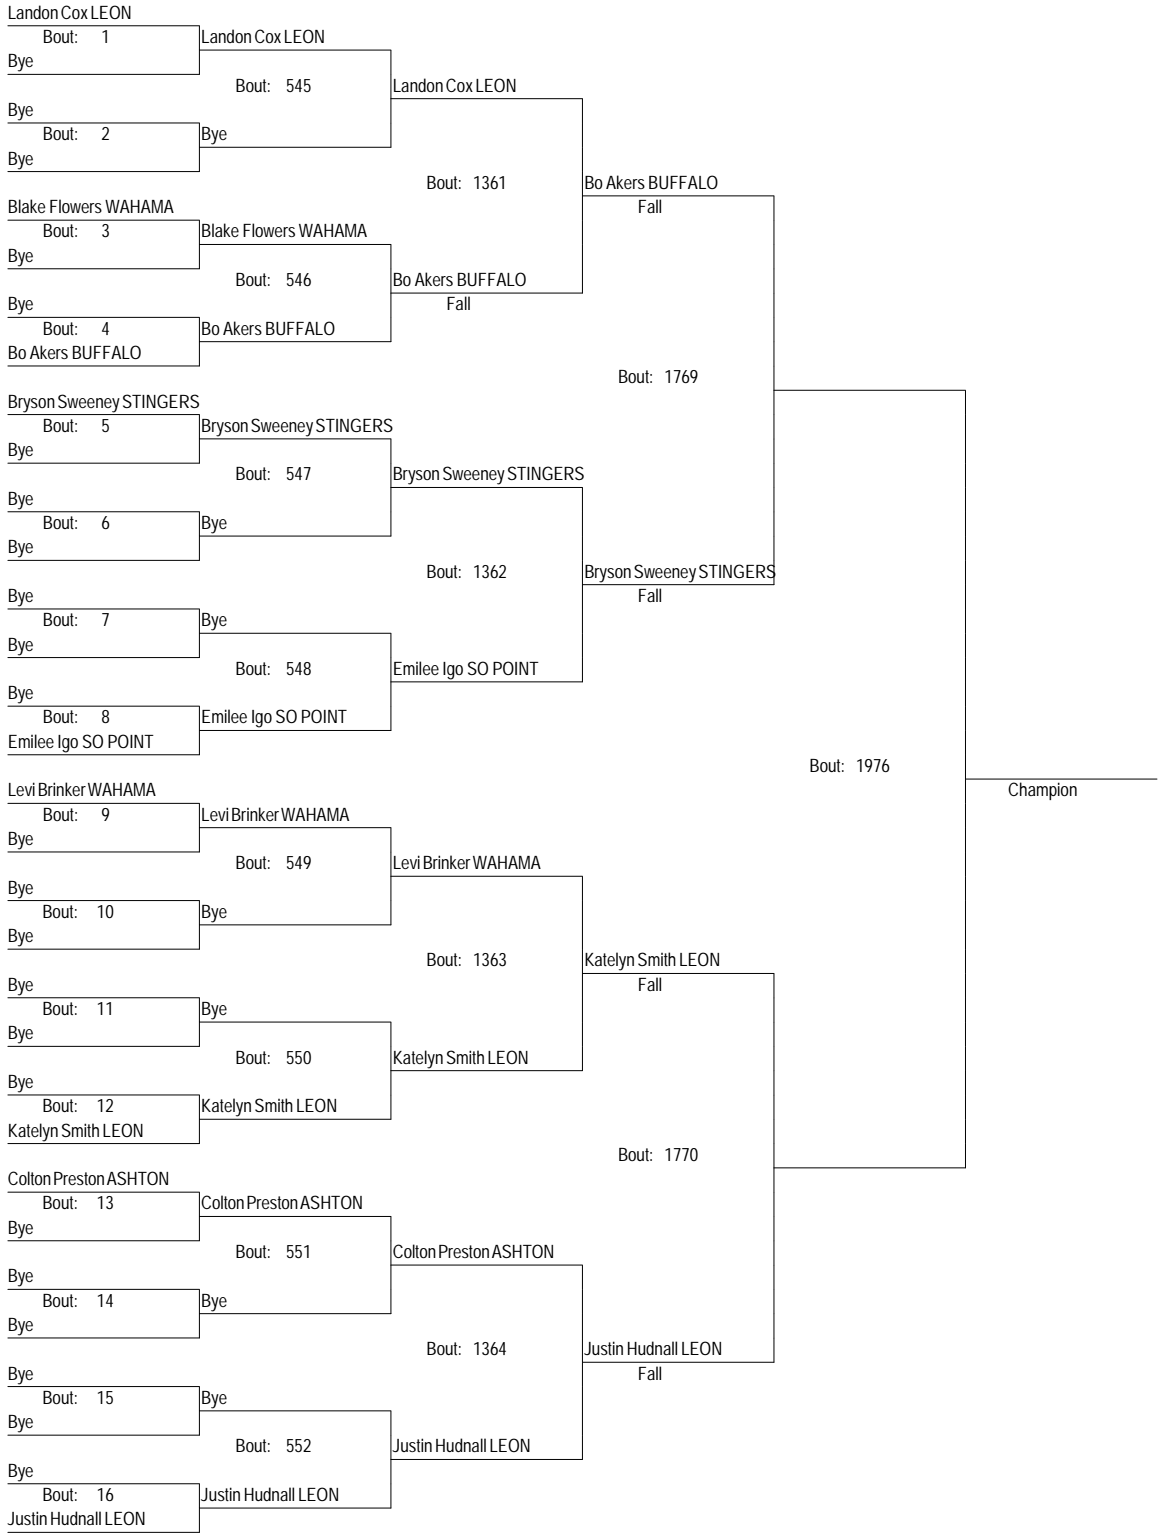 Landon Cox LEON
Bout: 1
Landon Cox LEON
Bye
Bout: 545
Landon Cox LEON
Bye
Bout: 2
Bye
Bye
Bout: 1361
Bo Akers BUFFALO
Fall
Blake Flowers WAHAMA
Bout: 3
Blake Flowers WAHAMA
Bye
Bout: 546
Bo Akers BUFFALO
Fall
Bye
Bout: 4
Bo Akers BUFFALO
Bo Akers BUFFALO
Bout: 1769
Bryson Sweeney STINGERS
Bout: 5
Bryson Sweeney STINGERS
Bye
Bout: 547
Bryson Sweeney STINGERS
Bye
Bout: 6
Bye
Bye
Bout: 1362
Bryson Sweeney STINGERS
Fall
Bye
Bout: 7
Bye
Bye
Bout: 548
Emilee Igo SO POINT
Bye
Bout: 8
Emilee Igo SO POINT
Emilee Igo SO POINT
Bout: 1976
Champion
Levi Brinker WAHAMA
Bout: 9
Levi Brinker WAHAMA
Bye
Bout: 549
Levi Brinker WAHAMA
Bye
Bout: 10
Bye
Bye
Bout: 1363
Katelyn Smith LEON
Fall
Bye
Bout: 11
Bye
Bye
Bout: 550
Katelyn Smith LEON
Bye
Bout: 12
Katelyn Smith LEON
Katelyn Smith LEON
Bout: 1770
Colton Preston ASHTON
Bout: 13
Colton Preston ASHTON
Bye
Bout: 551
Colton Preston ASHTON
Bye
Bout: 14
Bye
Bye
Bout: 1364
Justin Hudnall LEON
Fall
Bye
Bout: 15
Bye
Bye
Bout: 552
Justin Hudnall LEON
Bye
Bout: 16
Justin Hudnall LEON
Justin Hudnall LEON